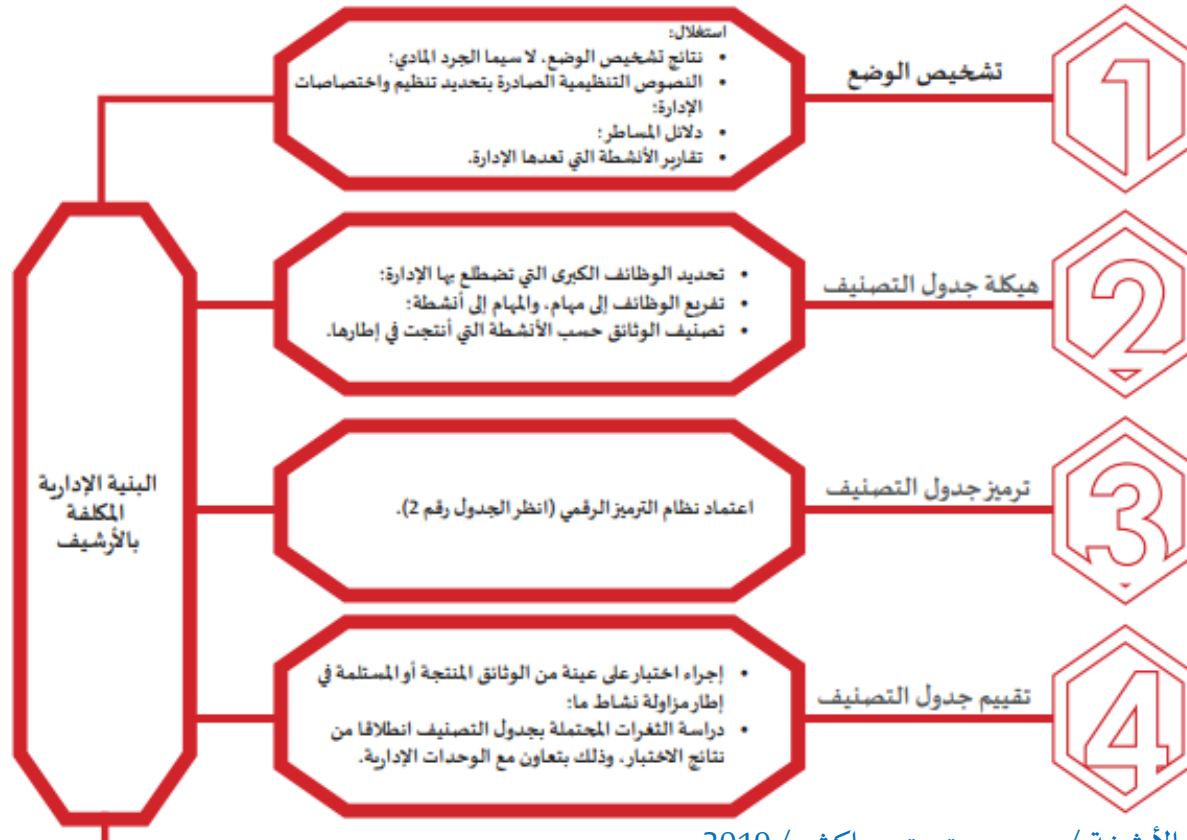 1
تشخيص الوضع
استغلال:
• نتائج تشخيص الوضع، لا سيما الجرد المادي؛
• النصوص التنظيمية الصادرة بتحديد تنظيم واختصاصات
الإدارة؛
• دلائل المساطر؛
• تقارير الأنشطة التي تعدها الإدارة.
2
هيكلة جدول التصنيف
• تحديد الوظائف الكبرى التي تضطلع بها الإدارة؛
• تفريع الوظائف إلى مهام، والمهام إلى أنشطة؛
• تصنيف الوثائق حسب الأنشطة التي أنتجت في إطارها.
3
ترميز جدول التصنيف
اعتماد نظام الترميز الرقمي (انظر الجدول رقم 2).
البنية الإدارية
المكلفة
بالأرشيف
4
تقييم جدول التصنيف
• إجراء اختبار على عينة من الوثائق المنتجة أو المستلمة في
إطار مزاولة نشاط ما؛
• دراسة الثغرات المحتملة بجدول التصنيف انطلاقا من
نتائج الاختبار، وذلك بتعاون مع الوحدات الإدارية.
/ 2019